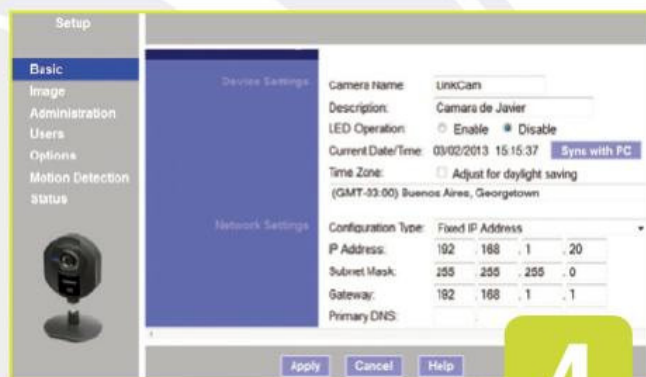 Setup
Basic
Image
Administration
Users
Options
Motion Detection
Status
Device Settings
Camera Name: LinkCam
Description: Camara de Javier
LED Operation: Enable Disable
Current Date/Time: 03/02/2013 15:15:37 Sync with PC
Time Zone: Adjust for daylight saving
(GMT-03:00) Buenos Aires, Georgetown
Network Settings
Configuration Type: Fixed IP Address
IP Address: 192 . 168 . 1 . 20
Subnet Mask: 255 . 255 . 255 . 0
Gateway: 192 . 168 . 1 . 1
Primary DNS:
Apply Cancel Help
4